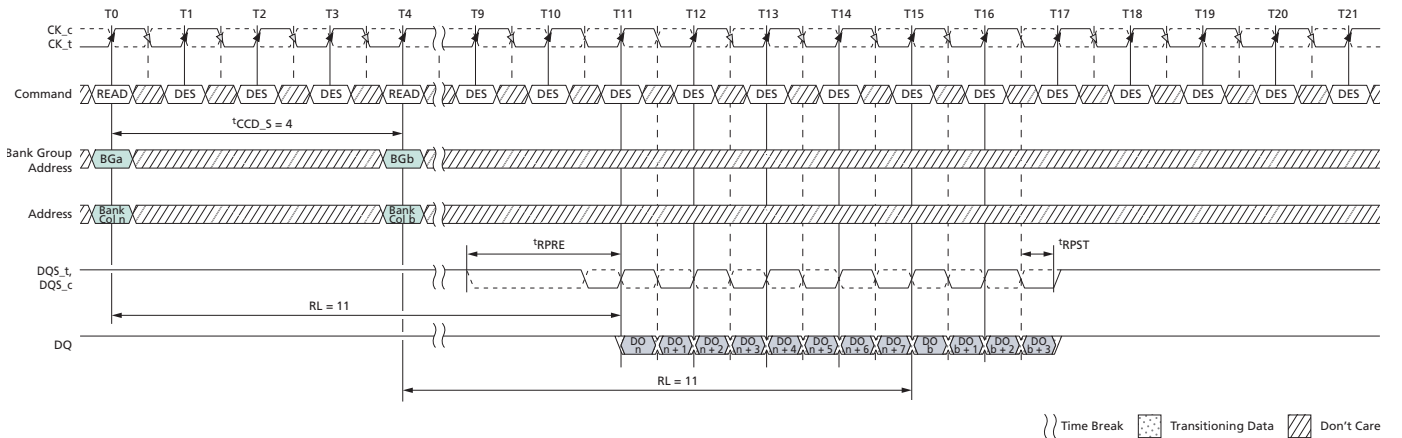 T0 T1 T2 T3 T4 T9 T10 T11 T12 T13 T14 T15 T16 T17 T18 T19 T20 T21
CK_c
CK_t
Command READ DES DES DES READ DES DES DES DES DES DES DES DES DES DES DES DES DES
tCCD_S = 4
Bank Group
Address
BGa BGb
Address
Bank
Col n
Bank
Col b
tRPRE tRPST
DQS_t,
DQS_c
RL = 11
DQ
DO
n
DO
n + 1
DO
n + 2
DO
n + 3
DO
n + 4
DO
n + 5
DO
n + 6
DO
n + 7
DO
b
DO
b + 1
DO
b + 2
DO
b + 3
RL = 11
Time Break Transitioning Data Don't Care